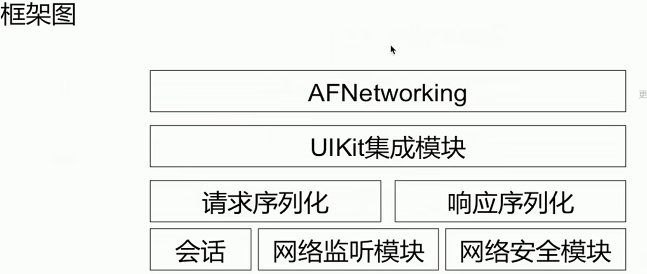 框架图
AFNetworking
更
UIKit集成模块
请求序列化 响应序列化
会话 网络监听模块 网络安全模块